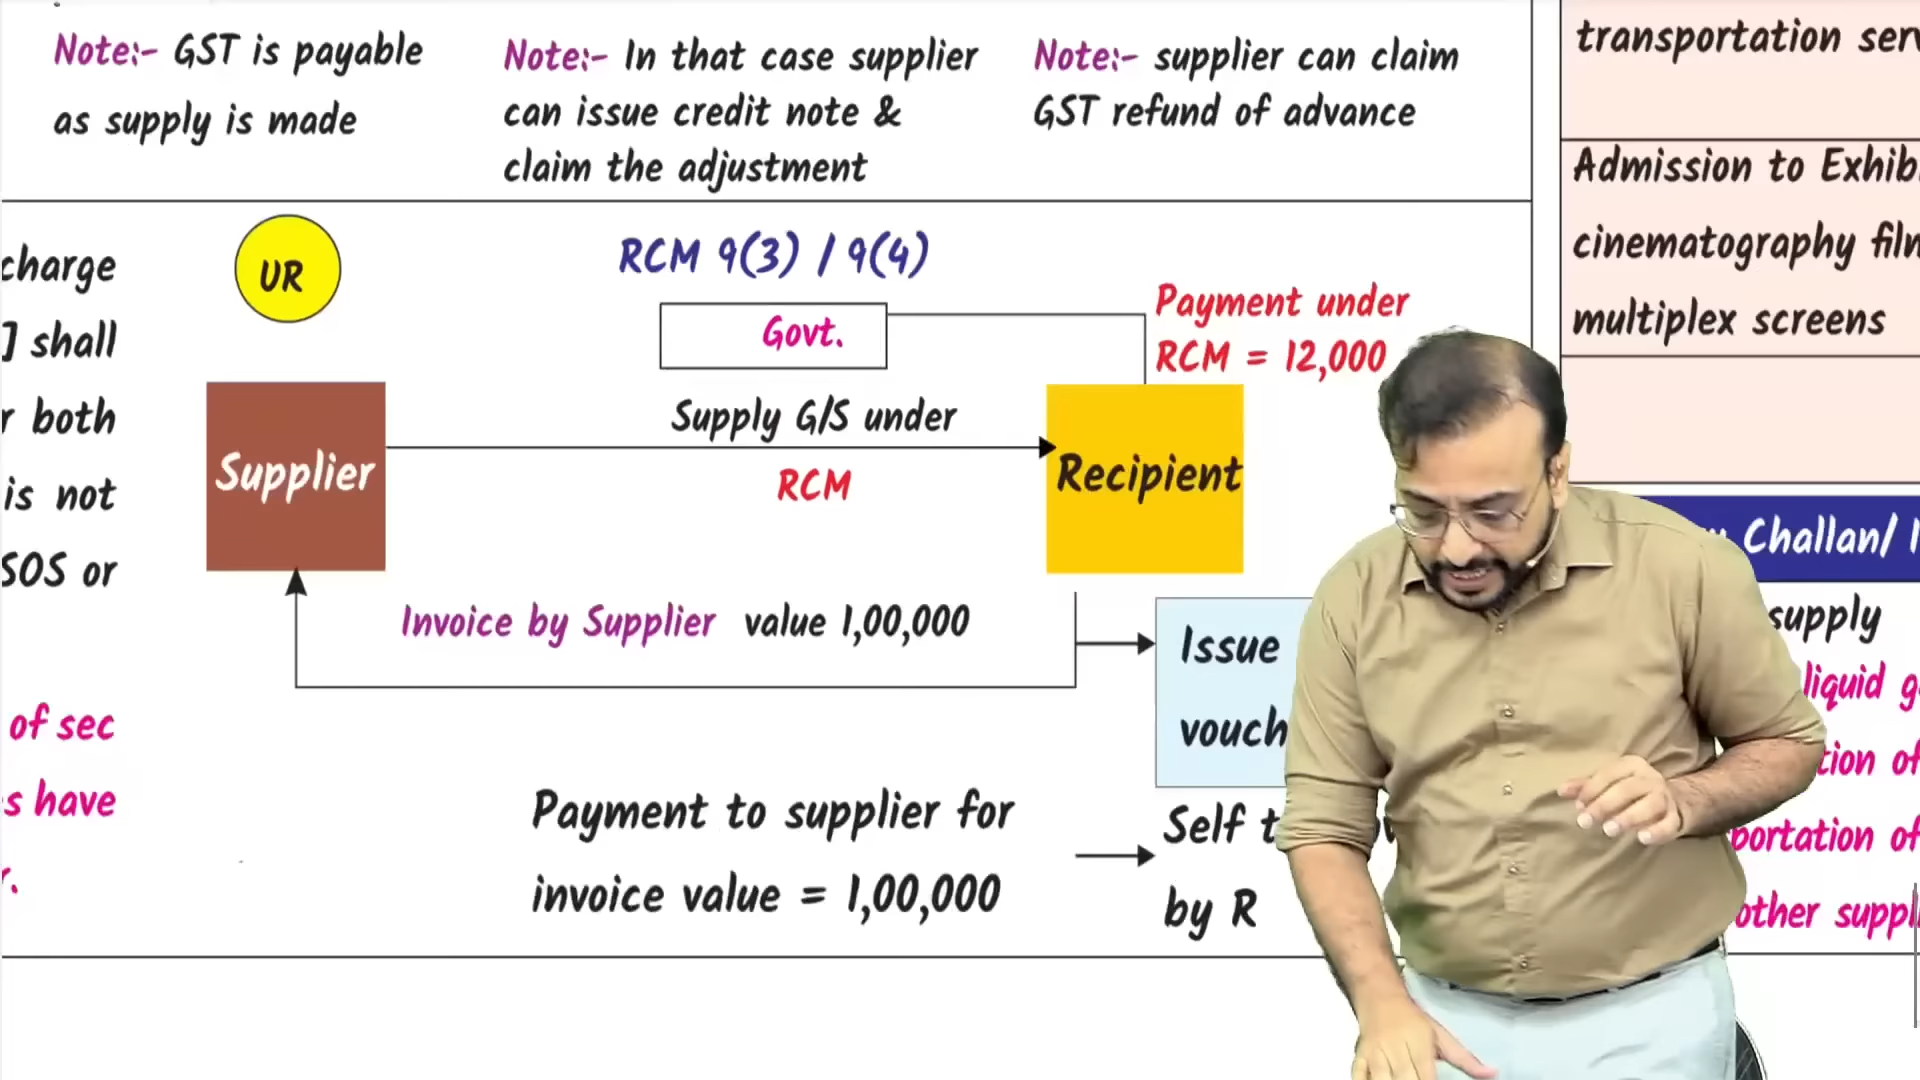 Note:- GST is payable
as supply is made
Note:- In that case supplier
can issue credit note &
claim the adjustment
Note:- supplier can claim
GST refund of advance
transportation serv
Admission to Exhib
cinematography film
multiplex screens
charge
] shall
r both
is not
SOS or
of sec
s have
r.
UR
RCM 9(3) / 9(4)
Govt.
Payment under
RCM = 12,000
Supplier
Supply G/S under
RCM
Recipient
Invoice by Supplier value 1,00,000
Issue
vouch
Payment to supplier for
invoice value = 1,00,000
Self t
by R
Challan/
supply
liquid g
tion of
portation of
other suppl